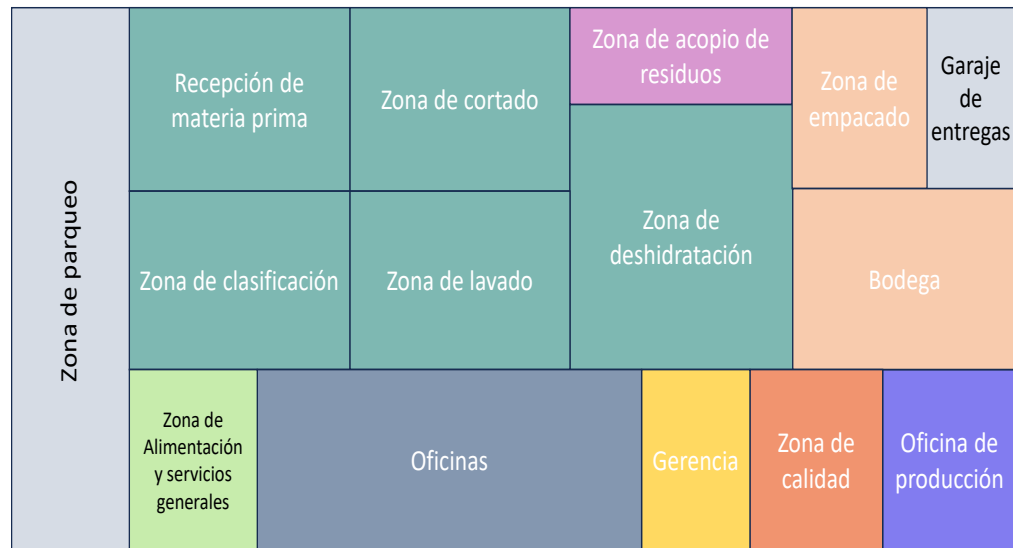 Zona de parqueo
Recepción de
materia prima
Zona de cortado
Zona de acopio de
residuos
Zona de
empacado
Garaje
de
entregas
Zona de clasificación
Zona de lavado
Zona de
deshidratación
Bodega
Zona de
Alimentación
y servicios
generales
Oficinas
Gerencia
Zona de
calidad
Oficina de
producción